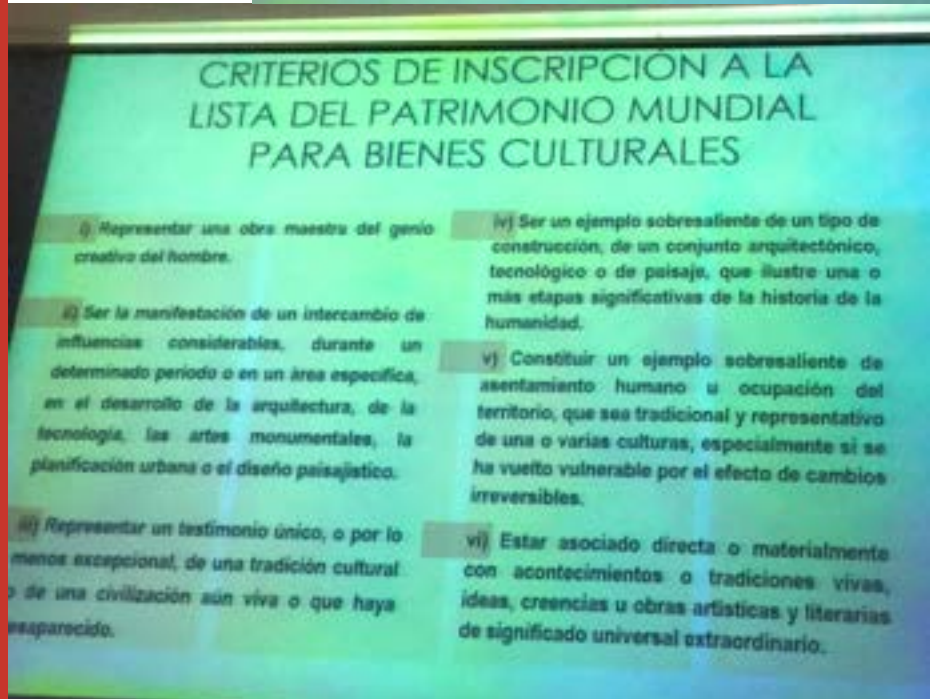 CRITERIOS DE INSCRIPCIÓN A LA
LISTA DEL PATRIMONIO MUNDIAL
PARA BIENES CULTURALES
i) Representar una obra maestra del genio
creativo del hombre.
ii) Ser la manifestación de un intercambio de
influencias considerables, durante un
determinado periodo o en un área específica,
en el desarrollo de la arquitectura, de la
tecnología, las artes monumentales, la
planificación urbana o el diseño paisajístico.
iii) Representar un testimonio único, o por lo
menos excepcional, de una tradición cultural
o de una civilización aún viva o que haya
esaparecido.
iv) Ser un ejemplo sobresaliente de un tipo de
construcción, de un conjunto arquitectónico,
tecnológico o de paisaje, que ilustre una o
más etapas significativas de la historia de la
humanidad.
v) Constituir un ejemplo sobresaliente de
asentamiento humano u ocupación del
territorio, que sea tradicional y representativo
de una o varias culturas, especialmente si se
ha vuelto vulnerable por el efecto de cambios
irreversibles.
vi) Estar asociado directa o materialmente
con acontecimientos o tradiciones vivas,
ideas, creencias u obras artísticas y literarias
de significado universal extraordinario.